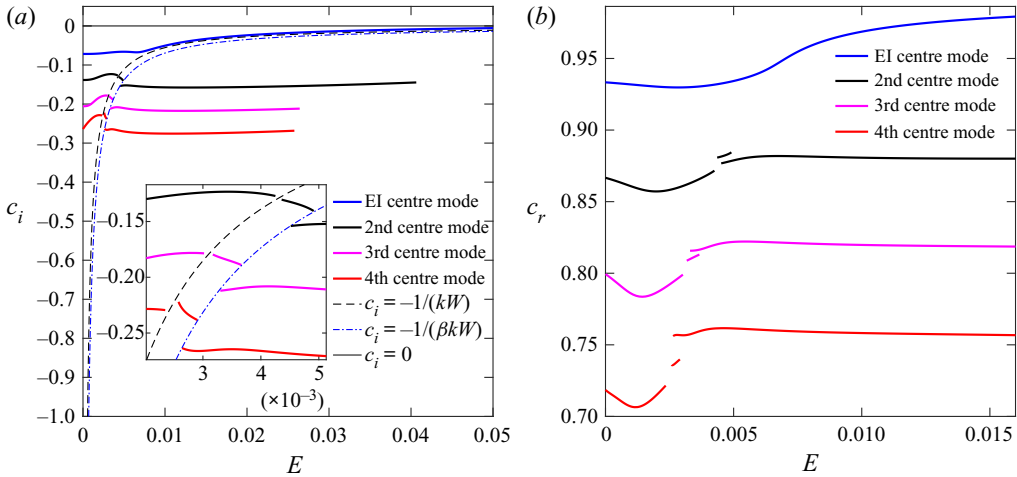 (a)
0
−0.1
−0.2
−0.3
−0.4
−0.5
−0.6
−0.7
−0.8
−0.9
−1.0
c_i
0
0.01
0.02
0.03
0.04
0.05
E
−0.15
−0.20
−0.25
3
4
5
(×10⁻³)
EI centre mode
2nd centre mode
3rd centre mode
4th centre mode
c_i = −1/(kW)
c_i = −1/(βkW)
c_i = 0
(b)
0.95
0.90
0.85
0.80
0.75
0.70
c_r
0
0.005
0.010
0.015
E
EI centre mode
2nd centre mode
3rd centre mode
4th centre mode